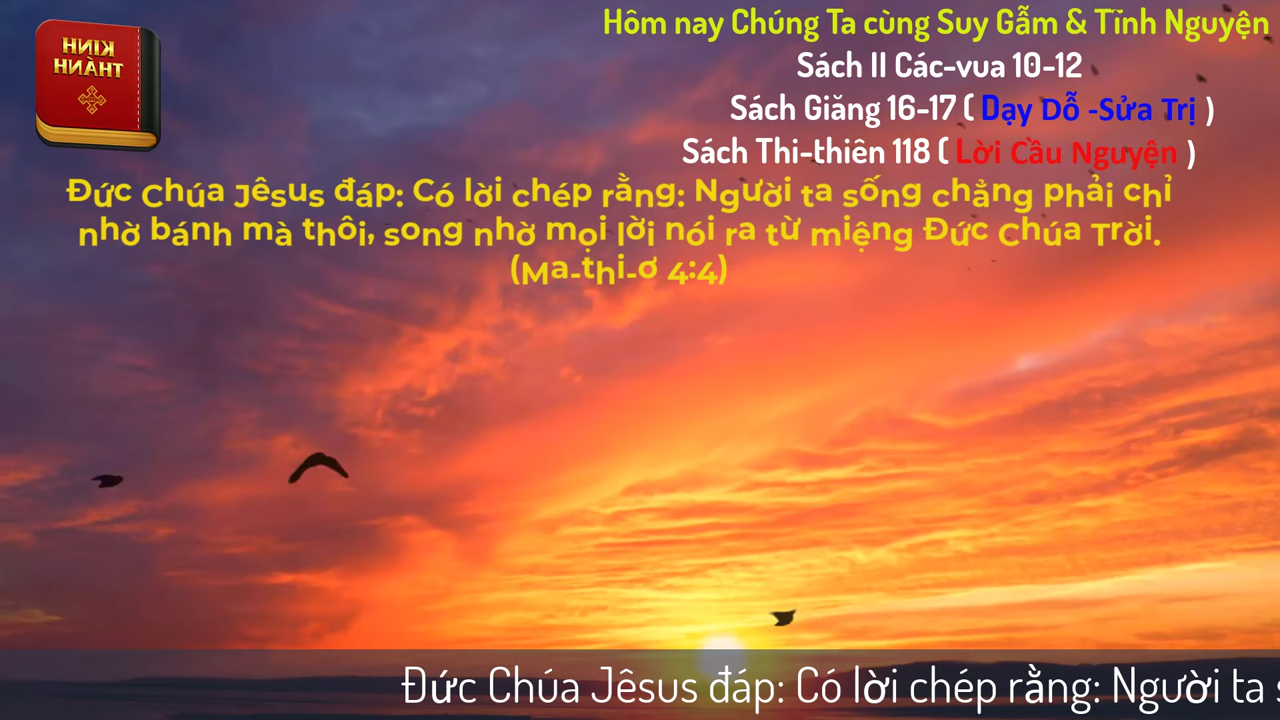 KINH
THÀNH
Hôm nay Chúng Ta cùng Suy Gẫm & Tĩnh Nguyện
Sách II Các-vua 10-12
Sách Giăng 16-17 ( Dạy Dỗ -Sửa Trị )
Sách Thi-thiên 118 ( Lời Cầu Nguyện )
Đức Chúa Jêsus đáp: Có lời chép rằng: Người ta sống chẳng phải chỉ
nhờ bánh mà thôi, song nhờ mọi lời nói ra từ miệng Đức Chúa Trời.
(Ma-thi-ơ 4:4)
Đức Chúa Jêsus đáp: Có lời chép rằng: Người ta